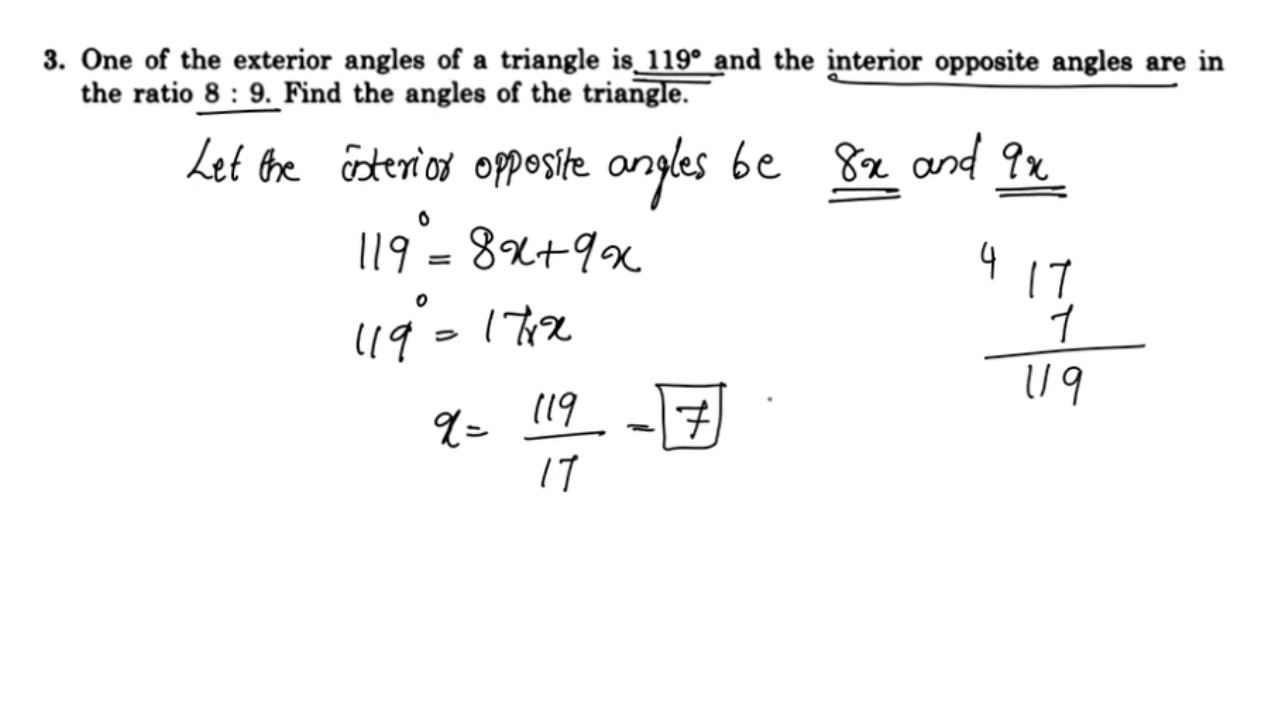 3. One of the exterior angles of a triangle is 119° and the interior opposite angles are in
the ratio 8 : 9. Find the angles of the triangle.
Let the interior opposite angles be 8x and 9x
119° = 8x+9x
119° = 17x
x = 119/17 = 7
4 17
7
119